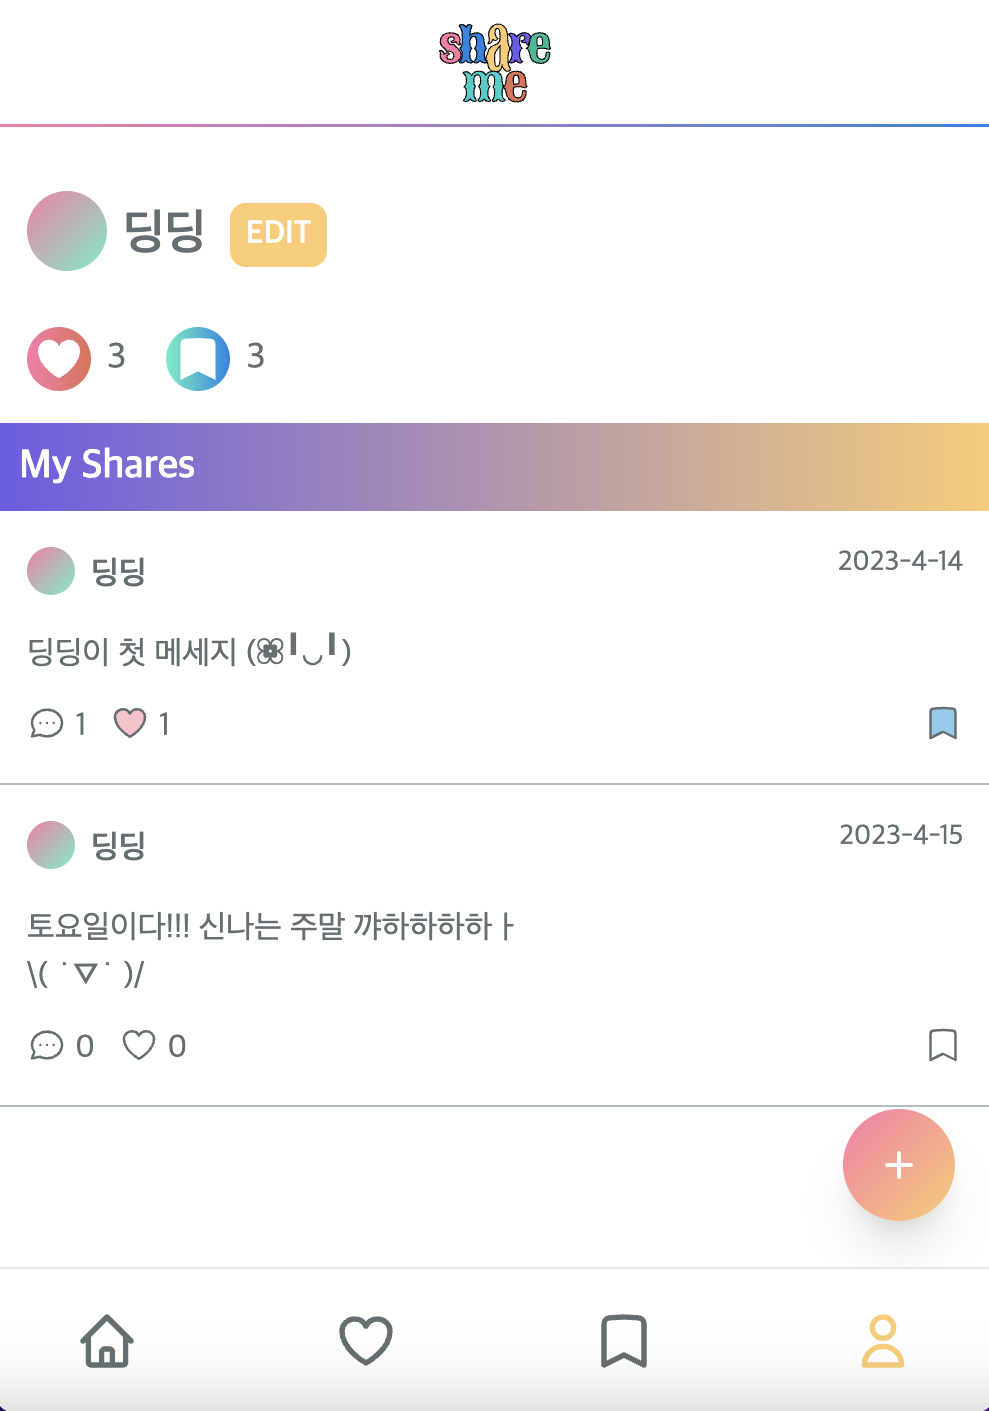 share
me
딩딩 EDIT
3 3
My Shares
딩딩 2023-4-14
딩딩이 첫 메세지 (ꕤ╹◡╹)
1 1
딩딩 2023-4-15
토요일이다!!! 신나는 주말 꺄하하하하ㅏ
\( ˙▽˙ )/
0 0